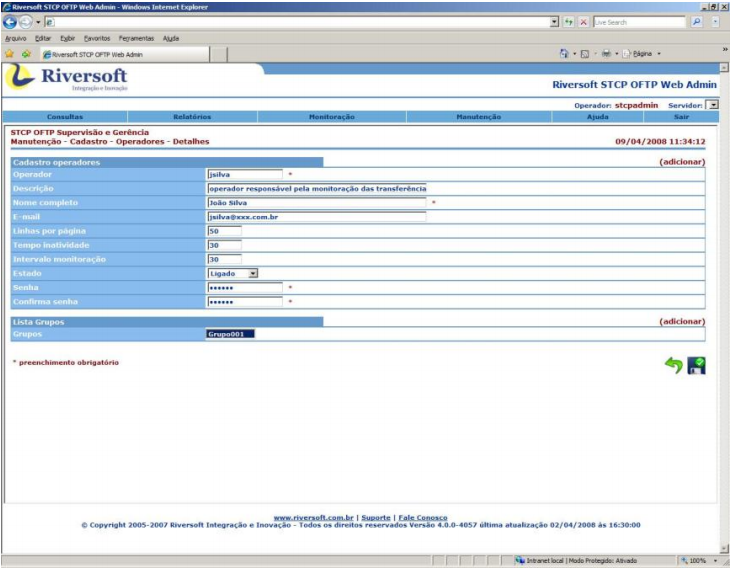 Riversoft STCP OFTP Web Admin - Windows Internet Explorer
Live Search
Arquivo Editar Exibir Favoritos Ferramentas Ajuda
Riversoft STCP OFTP Web Admin
Página
Riversoft
Integração e Inovação
Riversoft STCP OFTP Web Admin
Operador: stcpadmin Servidor:
Consultas Relatórios Monitoração Manutenção Ajuda Sair
STCP OFTP Supervisão e Gerência
Manutenção - Cadastro - Operadores - Detalhes 09/04/2008 11:34:12
Cadastro operadores (adicionar)
Operador jsilva *
Descrição operador responsável pela monitoração das transferência
Nome completo João Silva *
E-mail jsilva@xxx.com.br
Linhas por página 50
Tempo inatividade 30
Intervalo monitoração 30
Estado Ligado
Senha •••••• *
Confirma senha •••••• *
Lista Grupos (adicionar)
Grupos Grupo001
* preenchimento obrigatório
www.riversoft.com.br | Suporte | Fale Conosco
© Copyright 2005-2007 Riversoft Integração e Inovação - Todos os direitos reservados Versão 4.0.0-4057 última atualização 02/04/2008 às 16:30:00
Intranet local | Modo Protegido: Ativado 100%